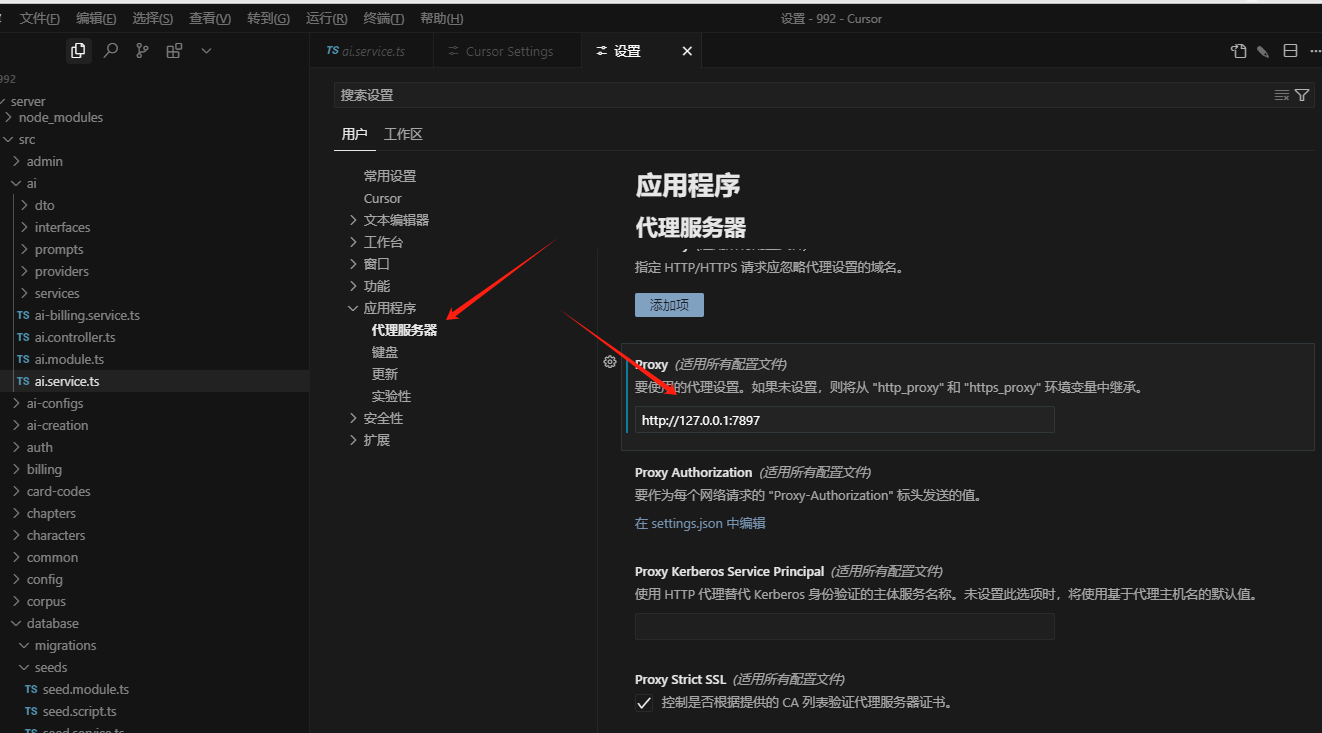 文件(F) 编辑(E) 选择(S) 查看(V) 转到(G) 运行(R) 终端(T) 帮助(H) 设置 - 992 - Cursor
TS ai.service.ts Cursor Settings 设置
992
server
node_modules
src
admin
ai
dto
interfaces
prompts
providers
services
TS ai-billing.service.ts
TS ai.controller.ts
TS ai.module.ts
TS ai.service.ts
ai-configs
ai-creation
auth
billing
card-codes
chapters
characters
common
config
corpus
database
migrations
seeds
TS seed.module.ts
TS seed.script.ts
TS seed.service.ts
搜索设置
用户 工作区
常用设置
Cursor
文本编辑器
工作台
窗口
功能
应用程序
代理服务器
键盘
更新
实验性
安全性
扩展
应用程序
代理服务器
指定 HTTP/HTTPS 请求应忽略代理设置的域名。
添加项
Proxy (适用所有配置文件)
要使用的代理设置。如果未设置，则将从 "http_proxy" 和 "https_proxy" 环境变量中继承。
http://127.0.0.1:7897
Proxy Authorization (适用所有配置文件)
要作为每个网络请求的 "Proxy-Authorization" 标头发送的值。
在 settings.json 中编辑
Proxy Kerberos Service Principal (适用所有配置文件)
使用 HTTP 代理替代 Kerberos 身份验证的主体服务名称。未设置此选项时，将使用基于代理主机名的默认值。
Proxy Strict SSL (适用所有配置文件)
控制是否根据提供的 CA 列表验证代理服务器证书。